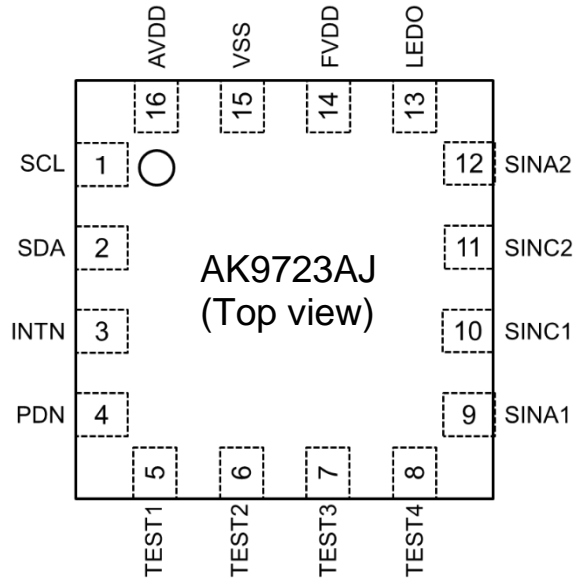 AVDD VSS FVDD LEDO
16 15 14 13
SCL 1 12 SINA2
SDA 2 11 SINC2
AK9723AJ
(Top view)
INTN 3 10 SINC1
PDN 4 9 SINA1
5 6 7 8
TEST1 TEST2 TEST3 TEST4